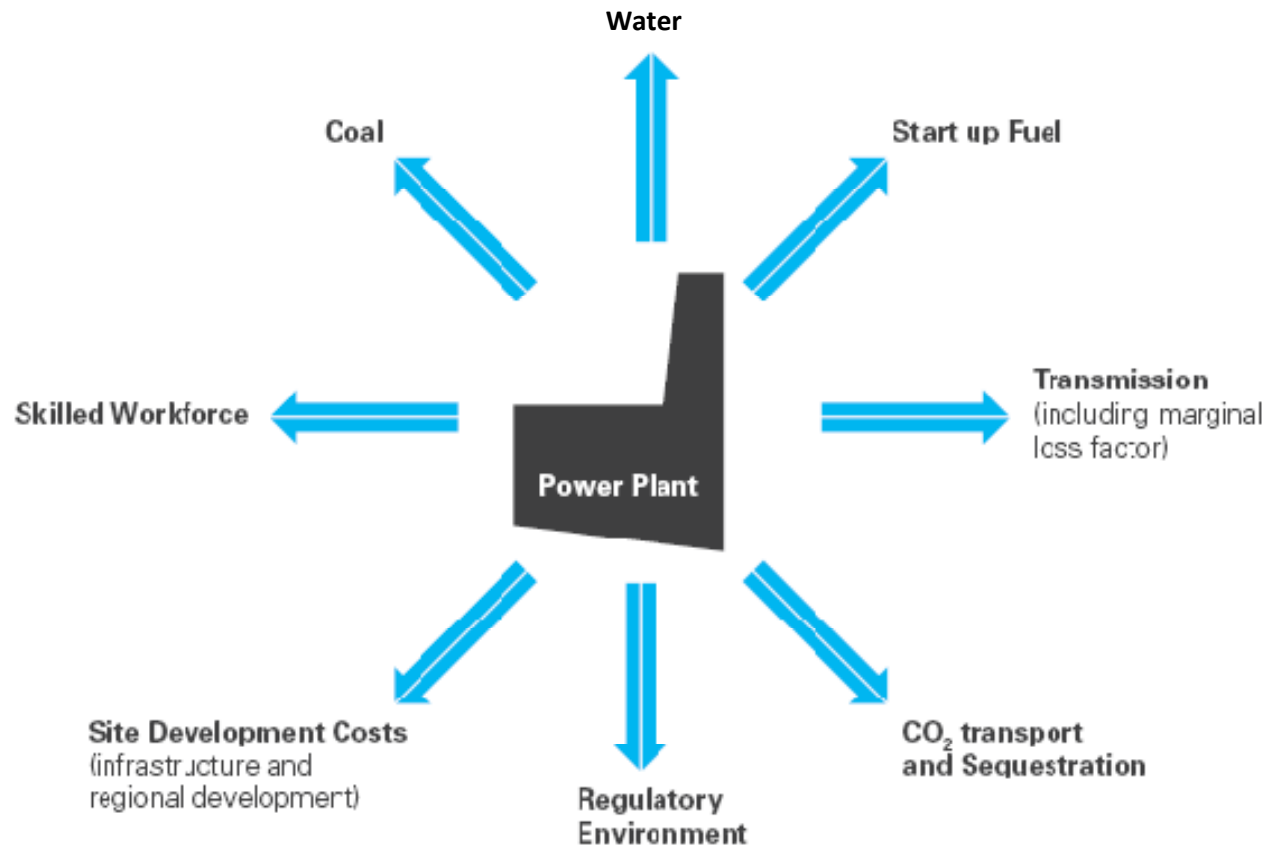 Water
Coal
Start up Fuel
Skilled Workforce
Transmission
(including marginal
loss factor)
Power Plant
Site Development Costs
(infrastructure and
regional development)
Regulatory
Environment
CO₂ transport
and Sequestration